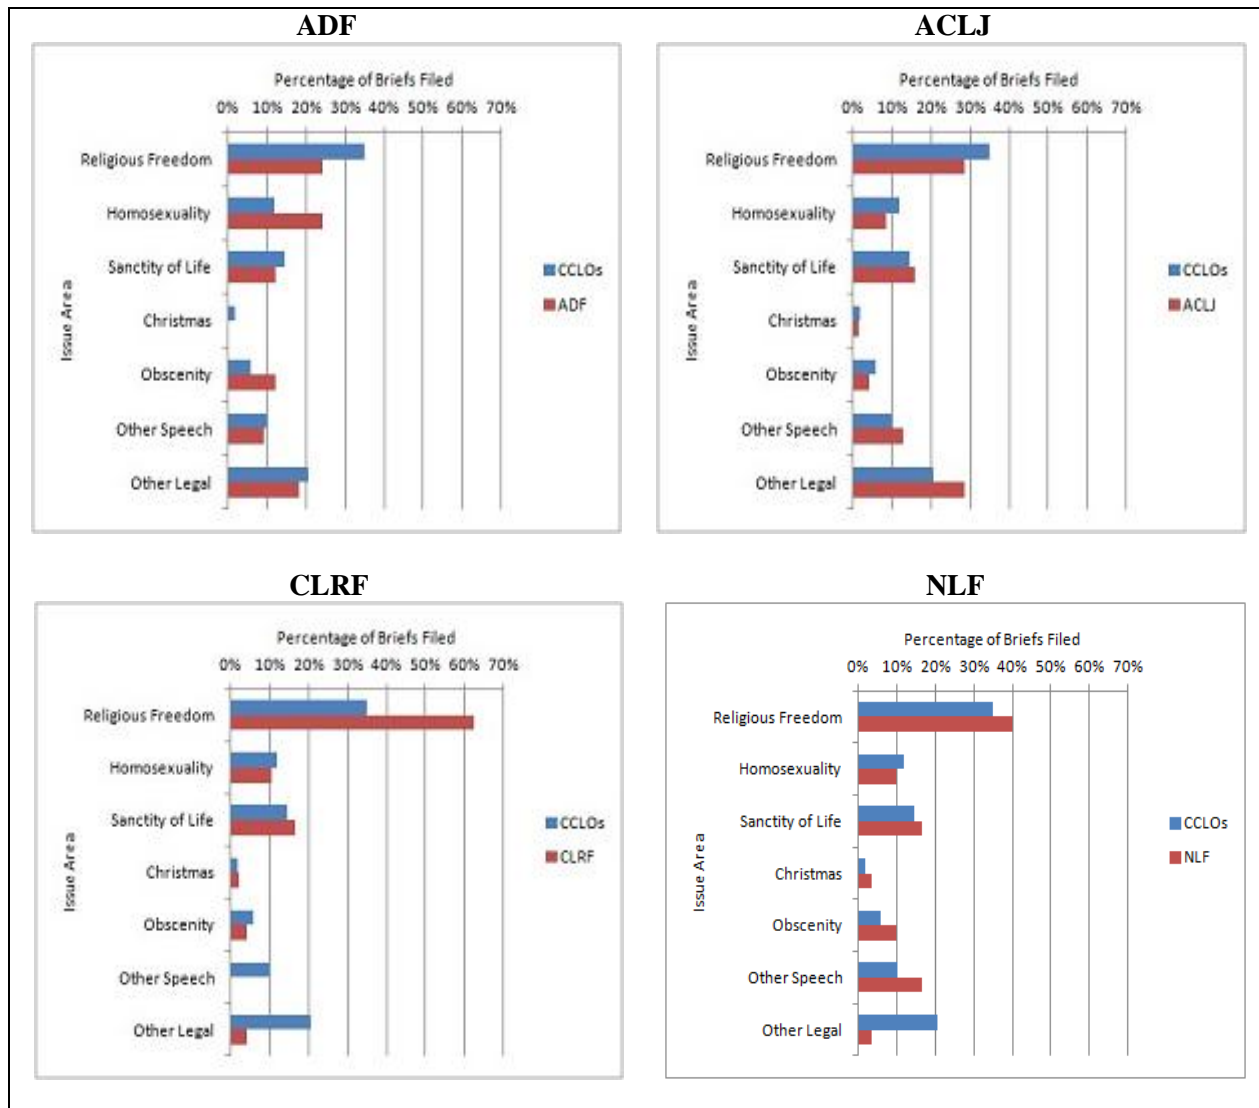 ADF
Percentage of Briefs Filed
0% 10% 20% 30% 40% 50% 60% 70%
Religious Freedom
Homosexuality
Sanctity of Life
Christmas
Obscenity
Other Speech
Other Legal
Issue Area
CCLOs
ADF
ACLJ
Percentage of Briefs Filed
0% 10% 20% 30% 40% 50% 60% 70%
Religious Freedom
Homosexuality
Sanctity of Life
Christmas
Obscenity
Other Speech
Other Legal
Issue Area
CCLOs
ACLJ
CLRF
Percentage of Briefs Filed
0% 10% 20% 30% 40% 50% 60% 70%
Religious Freedom
Homosexuality
Sanctity of Life
Christmas
Obscenity
Other Speech
Other Legal
Issue Area
CCLOs
CLRF
NLF
Percentage of Briefs Filed
0% 10% 20% 30% 40% 50% 60% 70%
Religious Freedom
Homosexuality
Sanctity of Life
Christmas
Obscenity
Other Speech
Other Legal
Issue Area
CCLOs
NLF